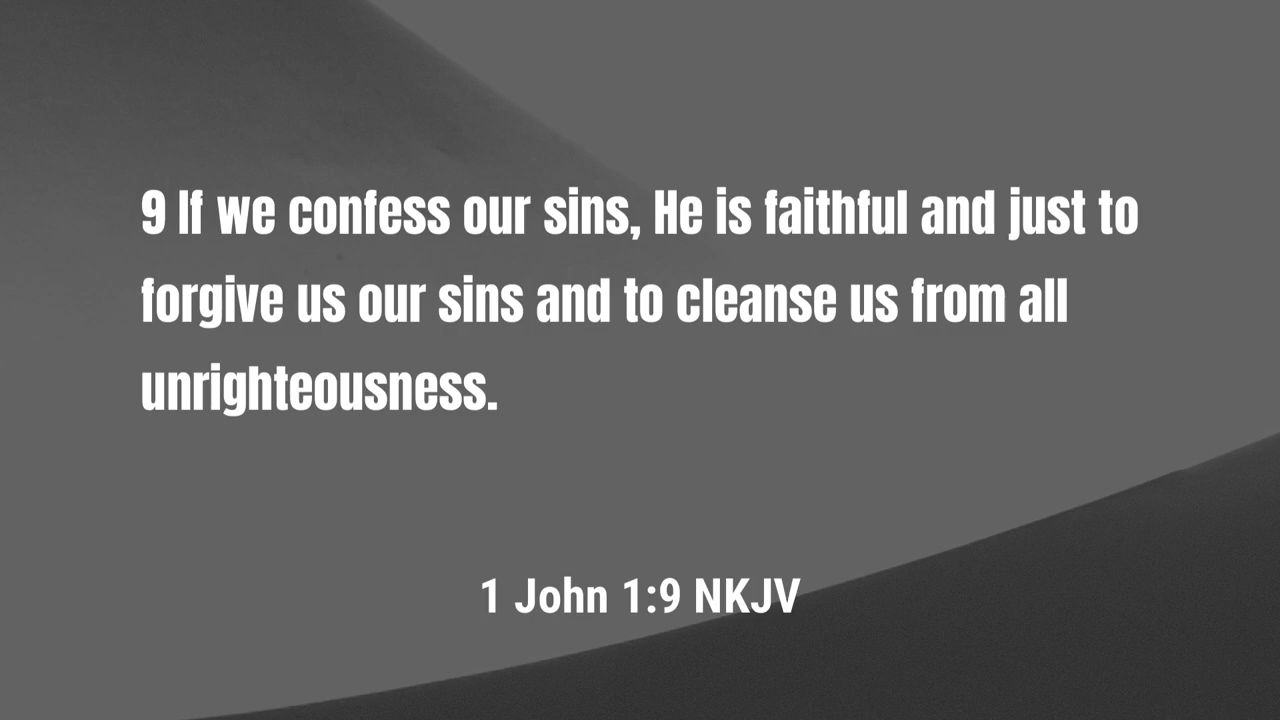 9 If we confess our sins, He is faithful and just to
forgive us our sins and to cleanse us from all
unrighteousness.
1 John 1:9 NKJV